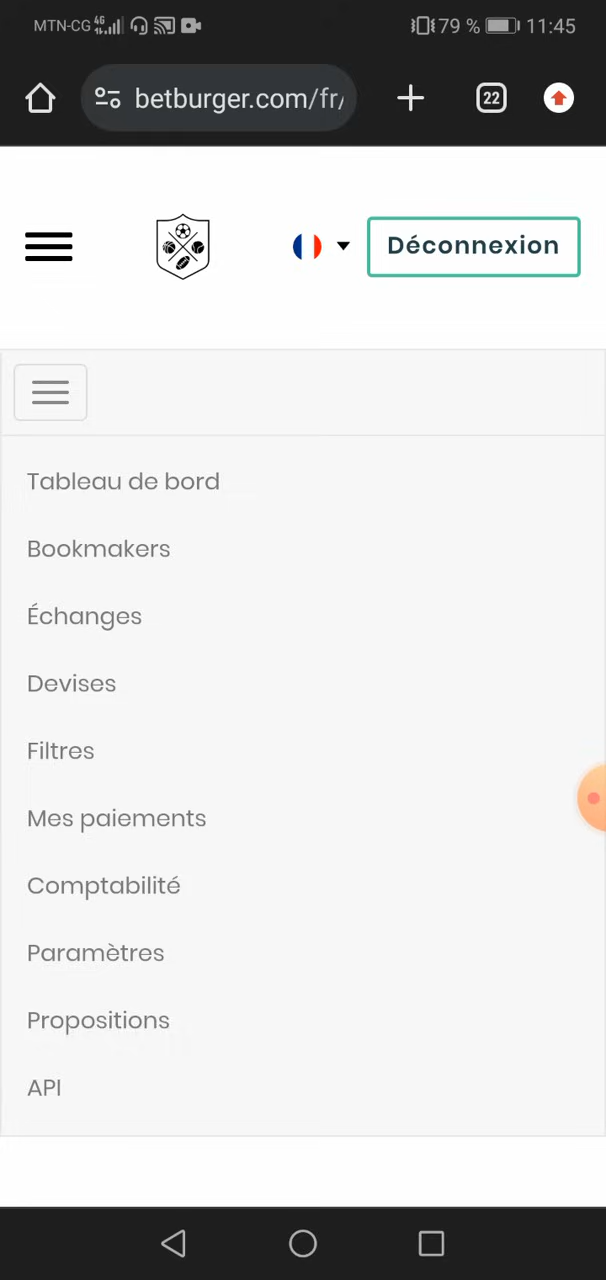 MTN-CG 4G 79 % 11:45
betburger.com/fr/ 22
Déconnexion
Tableau de bord
Bookmakers
Échanges
Devises
Filtres
Mes paiements
Comptabilité
Paramètres
Propositions
API